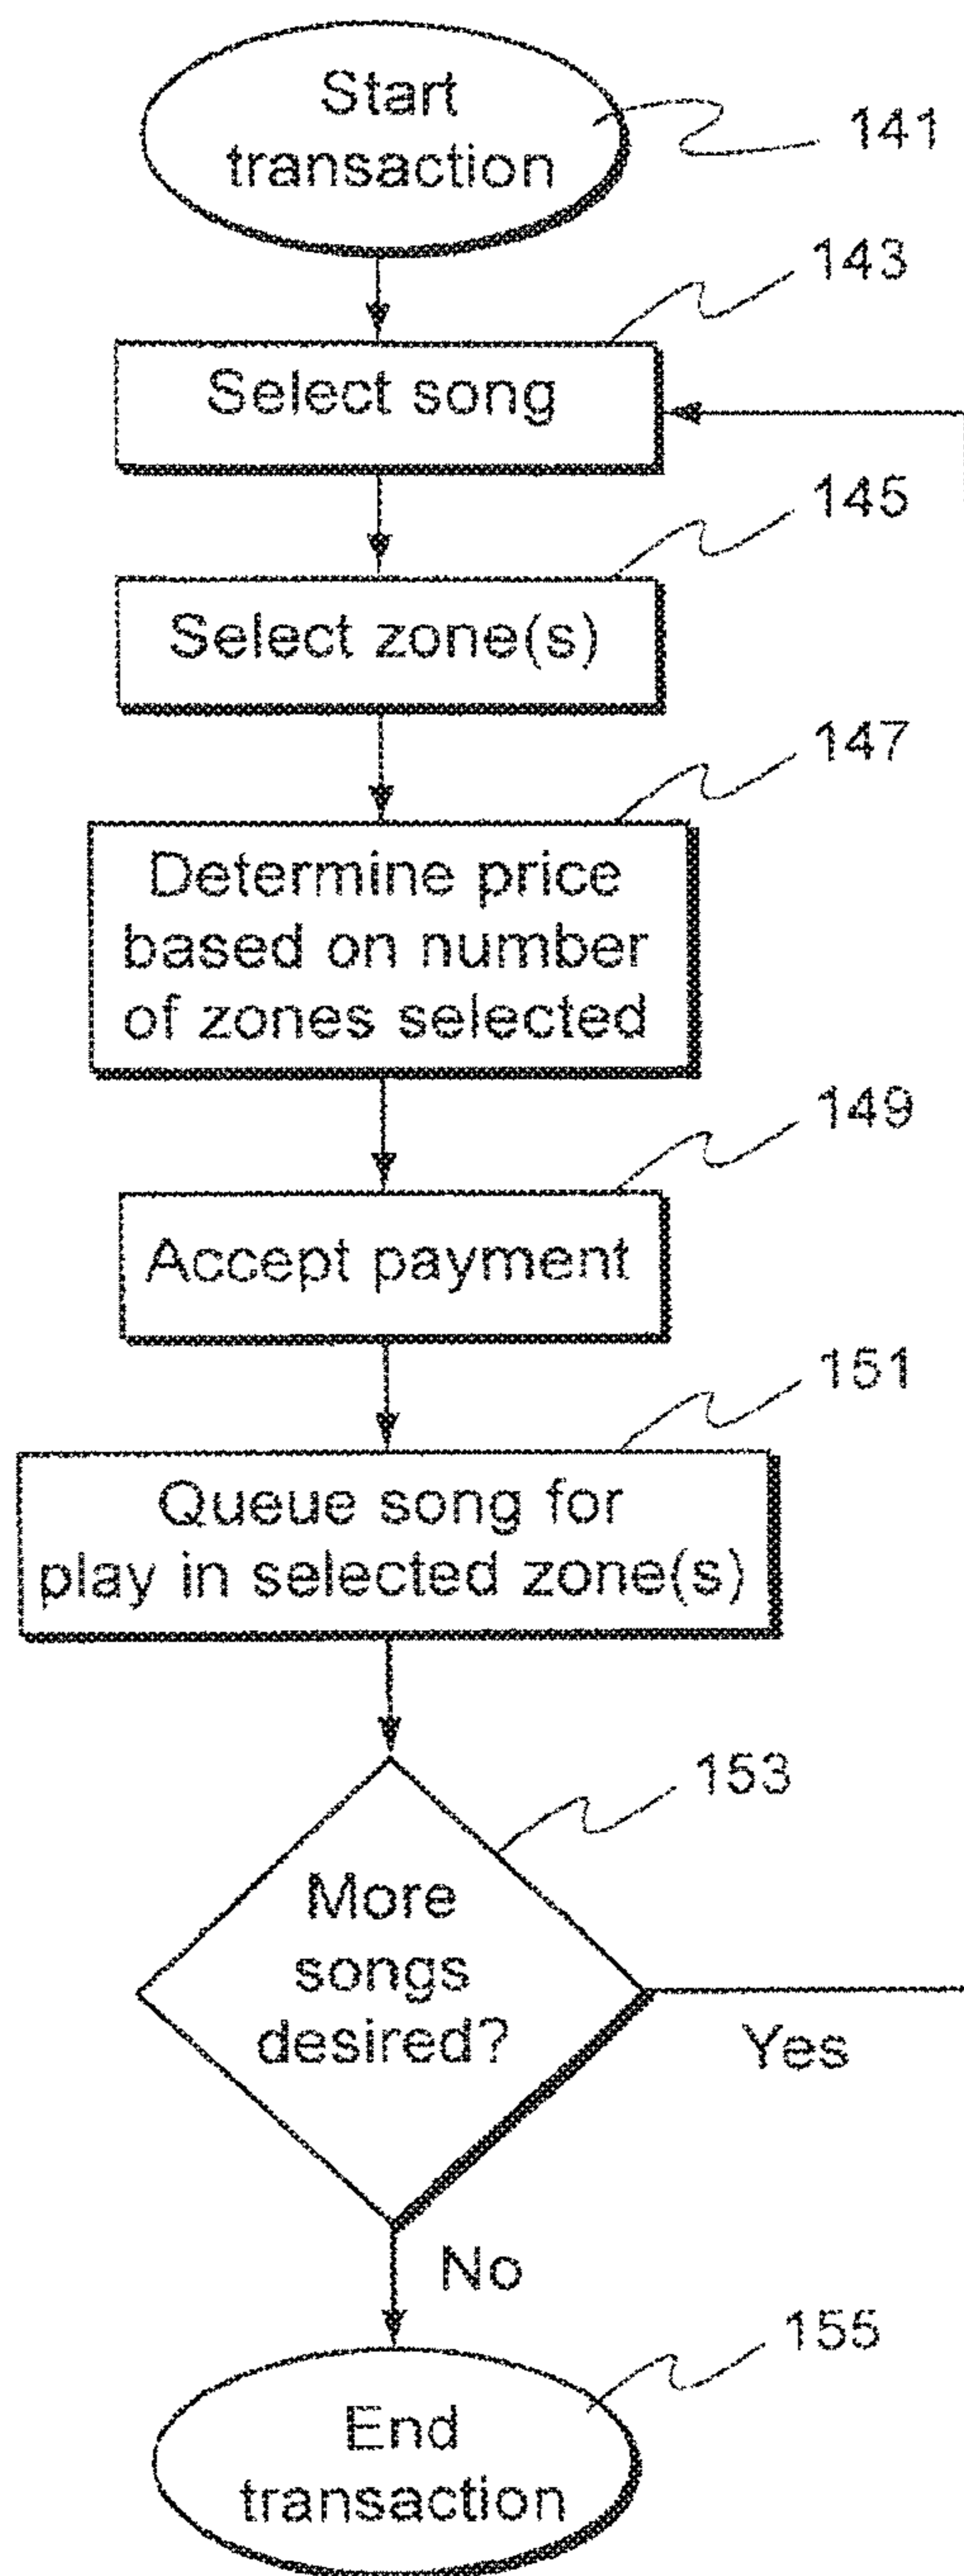 Start
transaction
141
143
Select song
145
Select zone(s)
147
Determine price
based on number
of zones selected
149
Accept payment
151
Queue song for
play in selected zone(s)
153
More
songs
desired?
Yes
No
155
End
transaction